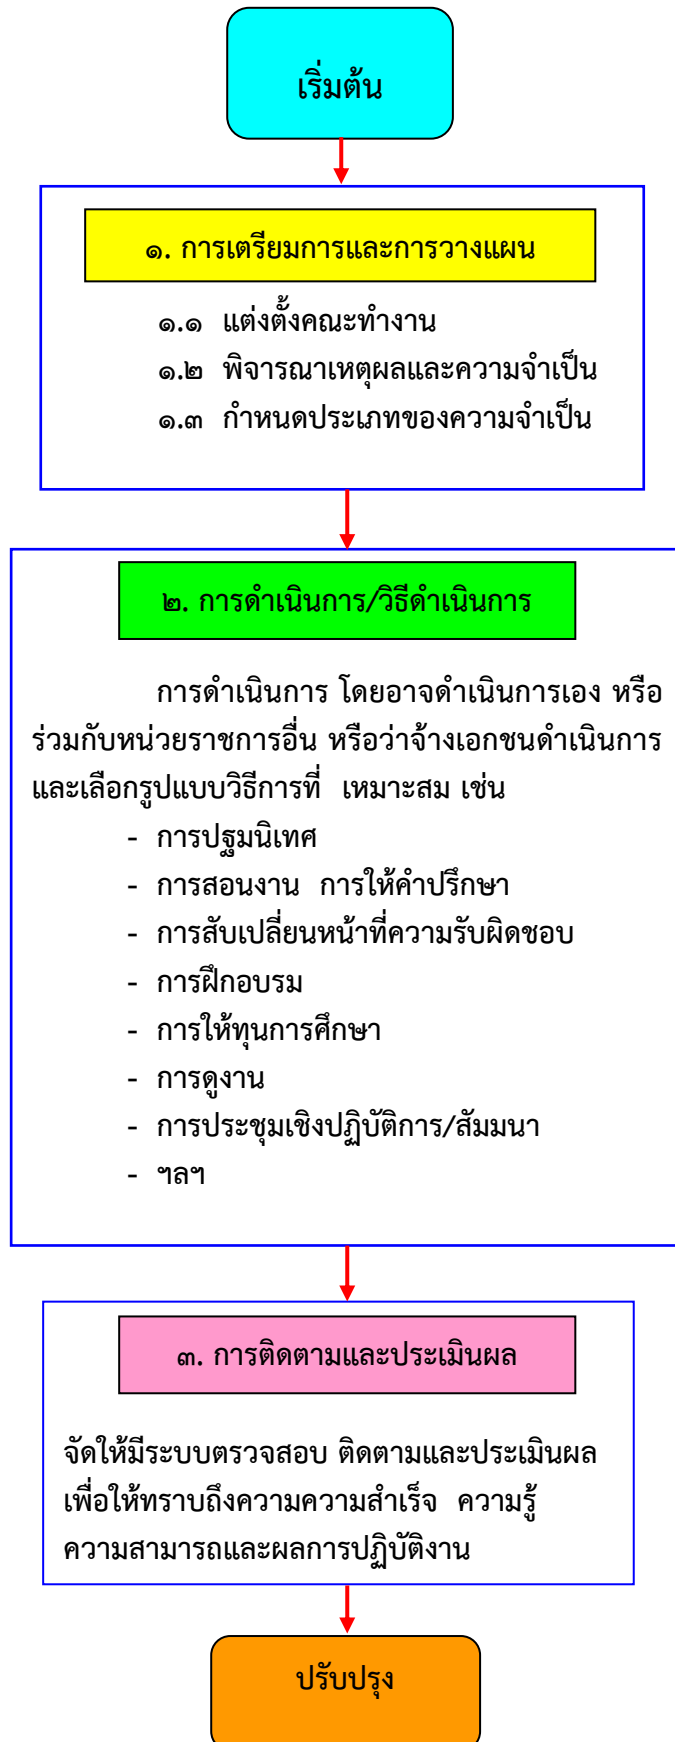 เริ่มต้น
๑. การเตรียมการและการวางแผน
๑.๑ แต่งตั้งคณะทำงาน
๑.๒ พิจารณาเหตุผลและความจำเป็น
๑.๓ กำหนดประเภทของความจำเป็น
๒. การดำเนินการ/วิธีดำเนินการ
การดำเนินการ โดยอาจดำเนินการเอง หรือ
ร่วมกับหน่วยราชการอื่น หรือว่าจ้างเอกชนดำเนินการ
และเลือกรูปแบบวิธีการที่ เหมาะสม เช่น
- การปฐมนิเทศ
- การสอนงาน การให้คำปรึกษา
- การสับเปลี่ยนหน้าที่ความรับผิดชอบ
- การฝึกอบรม
- การให้ทุนการศึกษา
- การดูงาน
- การประชุมเชิงปฏิบัติการ/สัมมนา
- ฯลฯ
๓. การติดตามและประเมินผล
จัดให้มีระบบตรวจสอบ ติดตามและประเมินผล
เพื่อให้ทราบถึงความความสำเร็จ ความรู้
ความสามารถและผลการปฏิบัติงาน
ปรับปรุง